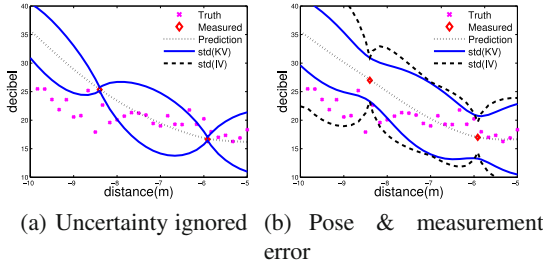 40
35
30
25
20
15
10
decibel
-10 -9 -8 -7 -6 -5
distance(m)
Truth
Measured
Prediction
std(KV)
std(IV)
(a) Uncertainty ignored
40
35
30
25
20
15
10
decibel
-10 -9 -8 -7 -6 -5
distance(m)
Truth
Measured
Prediction
std(KV)
std(IV)
(b) Pose & measurement
error